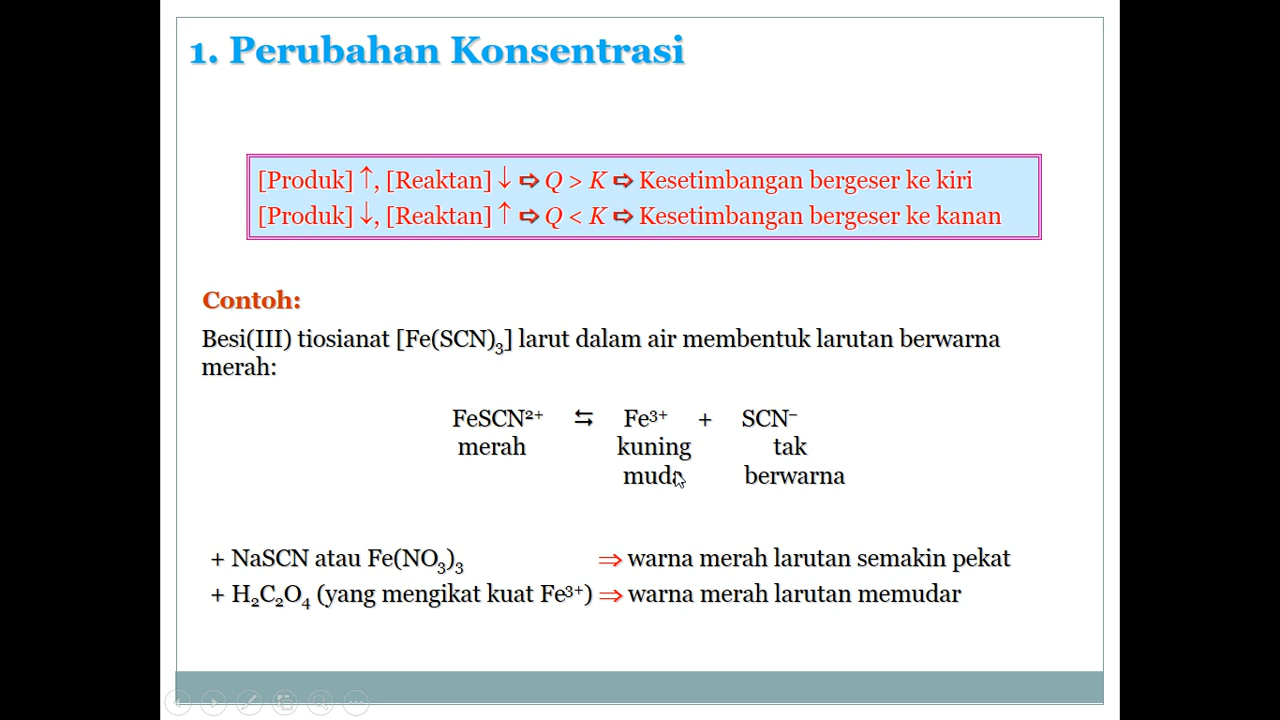 1. Perubahan Konsentrasi
[Produk] ↑, [Reaktan] ↓ ⇨ Q > K ⇨ Kesetimbangan bergeser ke kiri
[Produk] ↓, [Reaktan] ↑ ⇨ Q < K ⇨ Kesetimbangan bergeser ke kanan
Contoh:
Besi(III) tiosianat [Fe(SCN)₃] larut dalam air membentuk larutan berwarna
merah:
FeSCN²⁺ ⇆ Fe³⁺ + SCN⁻
merah kuning tak
muda berwarna
+ NaSCN atau Fe(NO₃)₃ ⇒ warna merah larutan semakin pekat
+ H₂C₂O₄ (yang mengikat kuat Fe³⁺) ⇒ warna merah larutan memudar